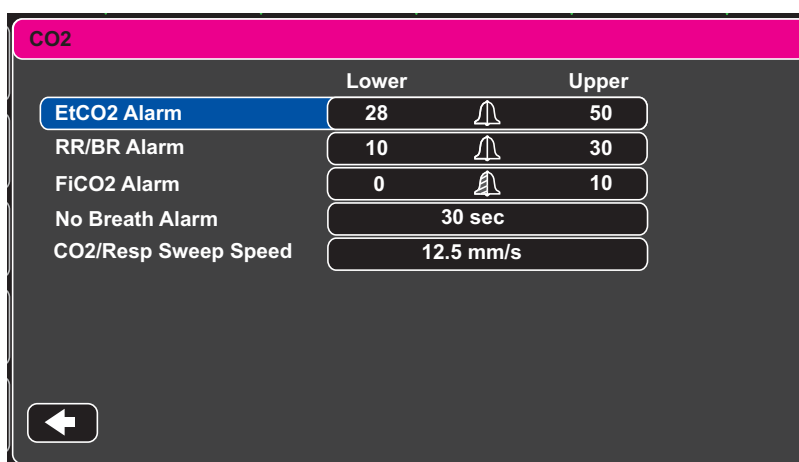 CO2
Lower Upper
EtCO2 Alarm 28 50
RR/BR Alarm 10 30
FiCO2 Alarm 0 10
No Breath Alarm 30 sec
CO2/Resp Sweep Speed 12.5 mm/s